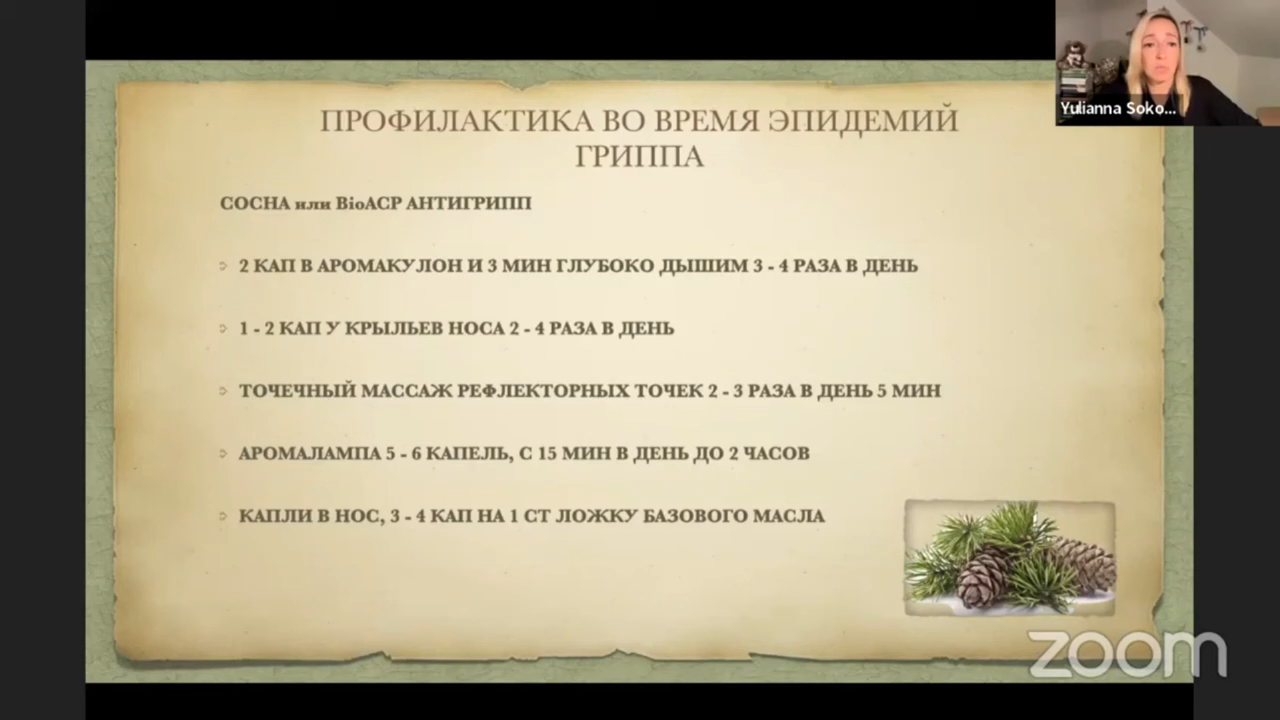 Yulianna Soko...
ПРОФИЛАКТИКА ВО ВРЕМЯ ЭПИДЕМИЙ
ГРИППА
СОСНА или BioACP АНТИГРИПП
2 КАП В АРОМАКУЛОН И 3 МИН ГЛУБОКО ДЫШИМ 3 - 4 РАЗА В ДЕНЬ
1 - 2 КАП У КРЫЛЬЕВ НОСА 2 - 4 РАЗА В ДЕНЬ
ТОЧЕЧНЫЙ МАССАЖ РЕФЛЕКТОРНЫХ ТОЧЕК 2 - 3 РАЗА В ДЕНЬ 5 МИН
АРОМАЛАМПА 5 - 6 КАПЕЛЬ, С 15 МИН В ДЕНЬ ДО 2 ЧАСОВ
КАПЛИ В НОС, 3 - 4 КАП НА 1 СТ ЛОЖКУ БАЗОВОГО МАСЛА
zoom